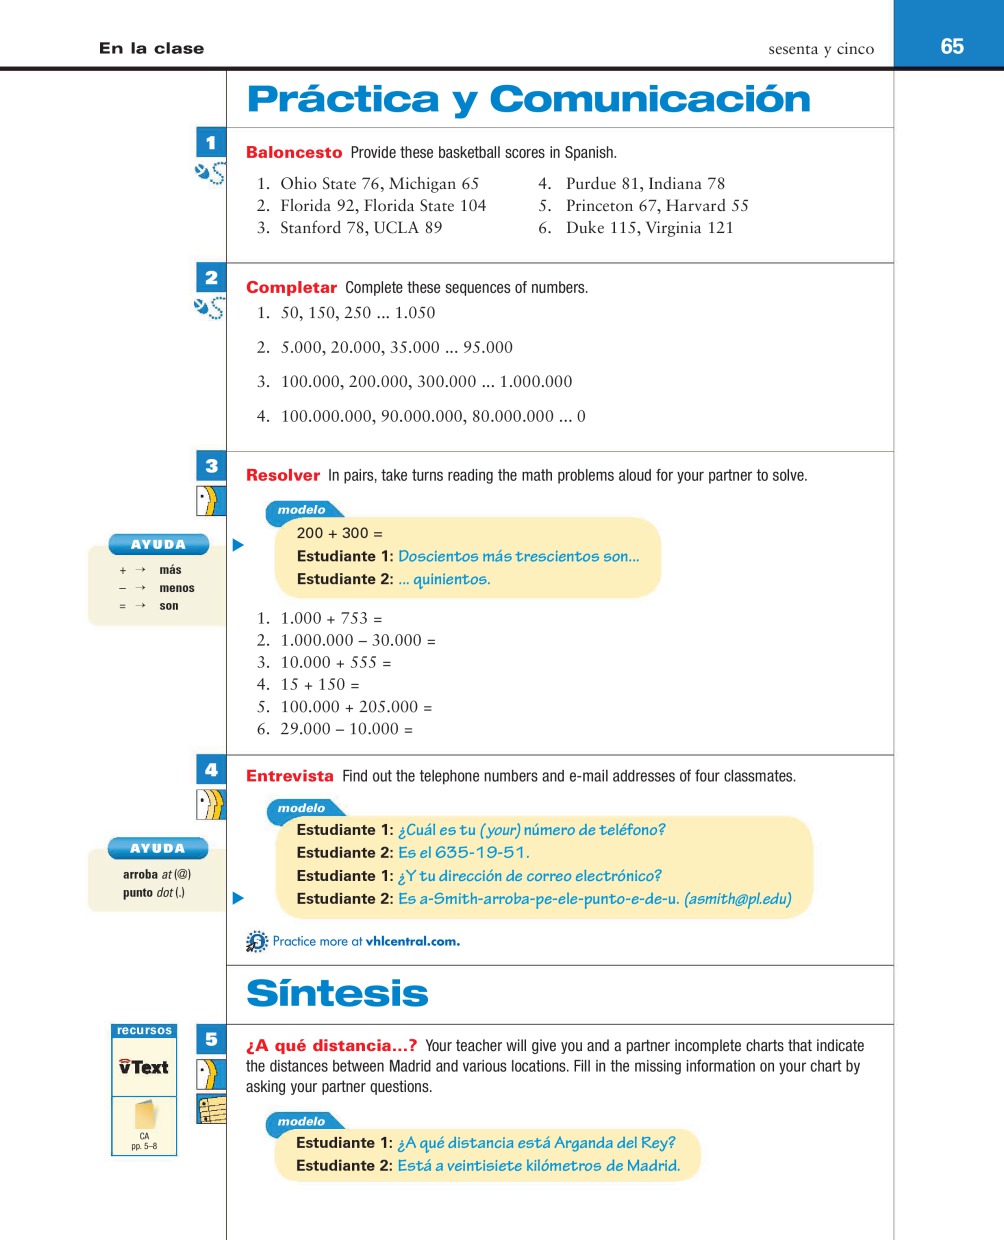 En la clase
sesenta y cinco
65
Práctica y Comunicación
1
Baloncesto Provide these basketball scores in Spanish.
1. Ohio State 76, Michigan 65
2. Florida 92, Florida State 104
3. Stanford 78, UCLA 89
4. Purdue 81, Indiana 78
5. Princeton 67, Harvard 55
6. Duke 115, Virginia 121
2
Completar Complete these sequences of numbers.
1. 50, 150, 250 ... 1.050
2. 5.000, 20.000, 35.000 ... 95.000
3. 100.000, 200.000, 300.000 ... 1.000.000
4. 100.000.000, 90.000.000, 80.000.000 ... 0
3
Resolver In pairs, take turns reading the math problems aloud for your partner to solve.
modelo
200 + 300 =
Estudiante 1: Doscientos más trescientos son...
Estudiante 2: ... quinientos.
AYUDA
+ → más
– → menos
= → son
1. 1.000 + 753 =
2. 1.000.000 – 30.000 =
3. 10.000 + 555 =
4. 15 + 150 =
5. 100.000 + 205.000 =
6. 29.000 – 10.000 =
4
Entrevista Find out the telephone numbers and e-mail addresses of four classmates.
modelo
Estudiante 1: ¿Cuál es tu (your) número de teléfono?
Estudiante 2: Es el 635-19-51.
Estudiante 1: ¿Y tu dirección de correo electrónico?
Estudiante 2: Es a-Smith-arroba-pe-ele-punto-e-de-u. (asmith@pl.edu)
AYUDA
arroba at (@)
punto dot (.)
Practice more at vhlcentral.com.
Síntesis
recursos
vText
CA
pp. 5–8
5
¿A qué distancia...? Your teacher will give you and a partner incomplete charts that indicate
the distances between Madrid and various locations. Fill in the missing information on your chart by
asking your partner questions.
modelo
Estudiante 1: ¿A qué distancia está Arganda del Rey?
Estudiante 2: Está a veintisiete kilómetros de Madrid.